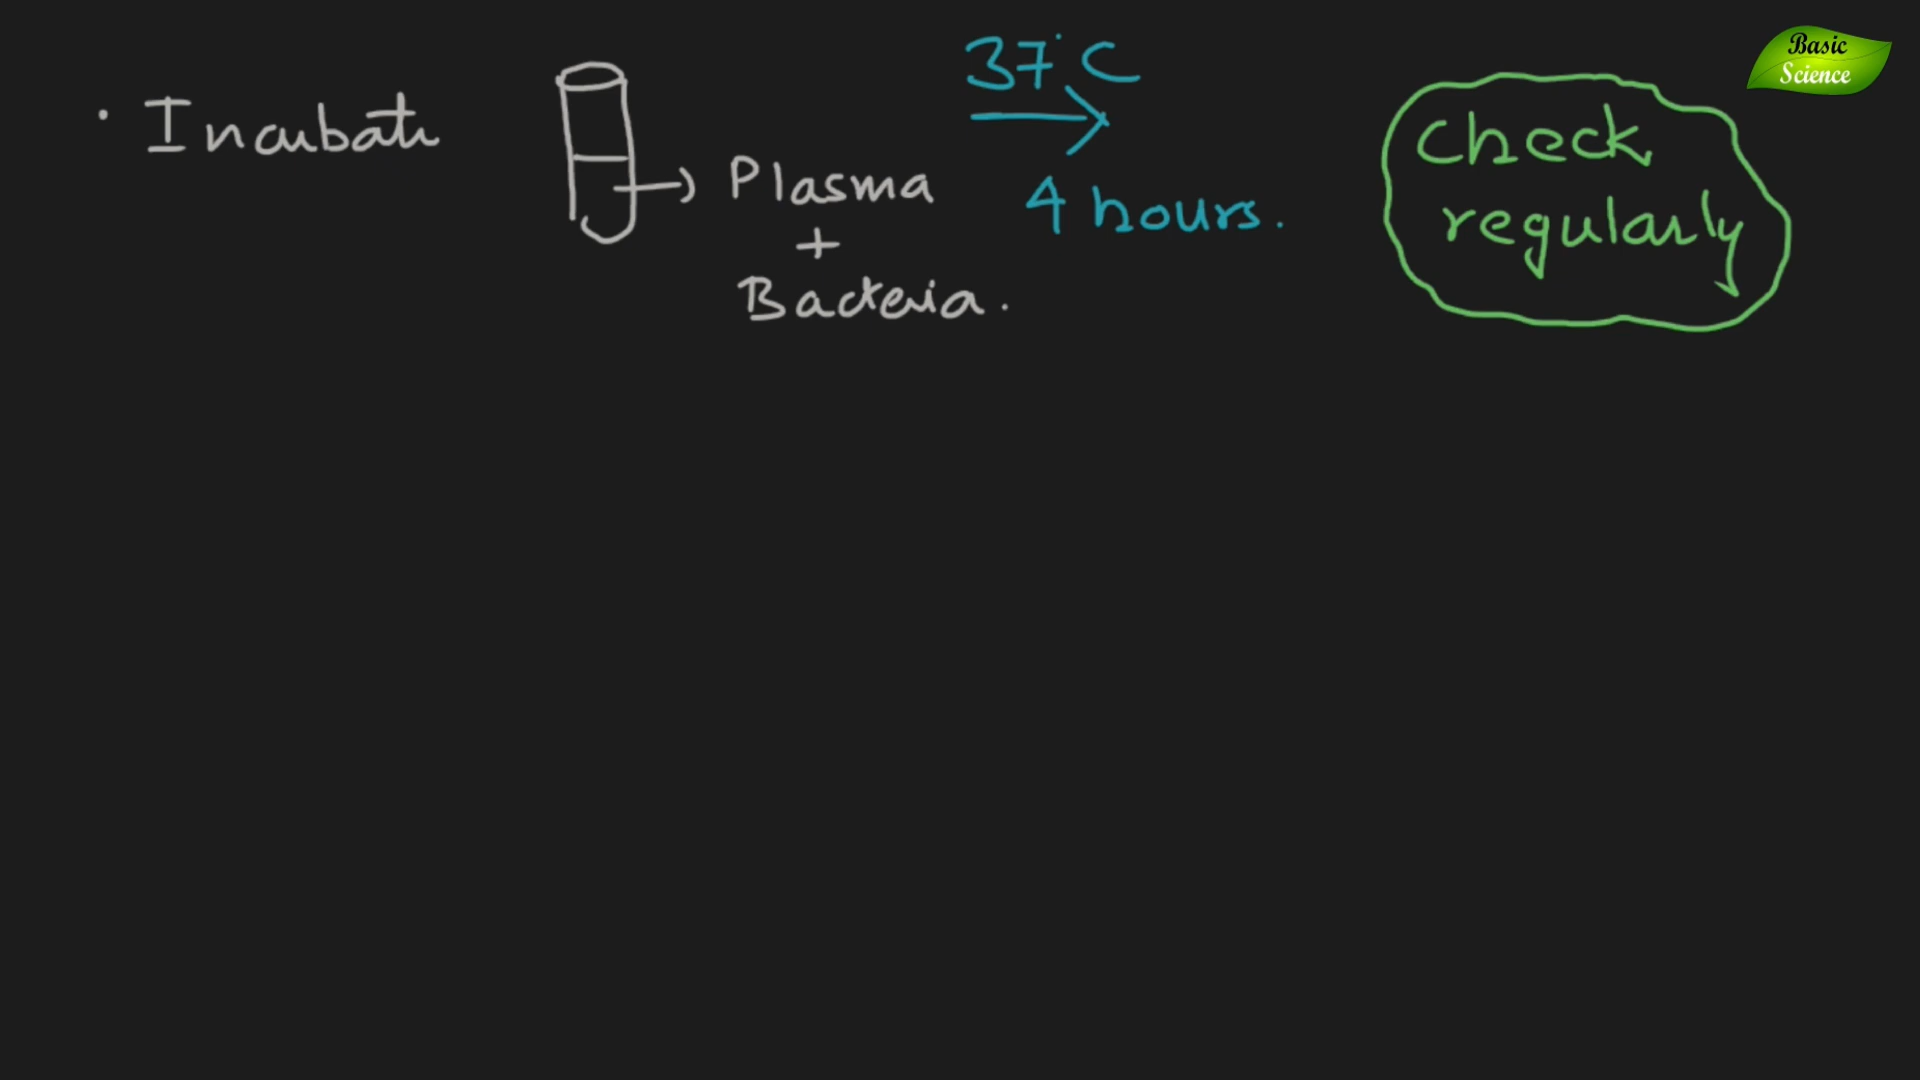 · Incubate
Plasma
+
Bacteria.
37°C
4 hours.
Check
regularly
Basic
Science